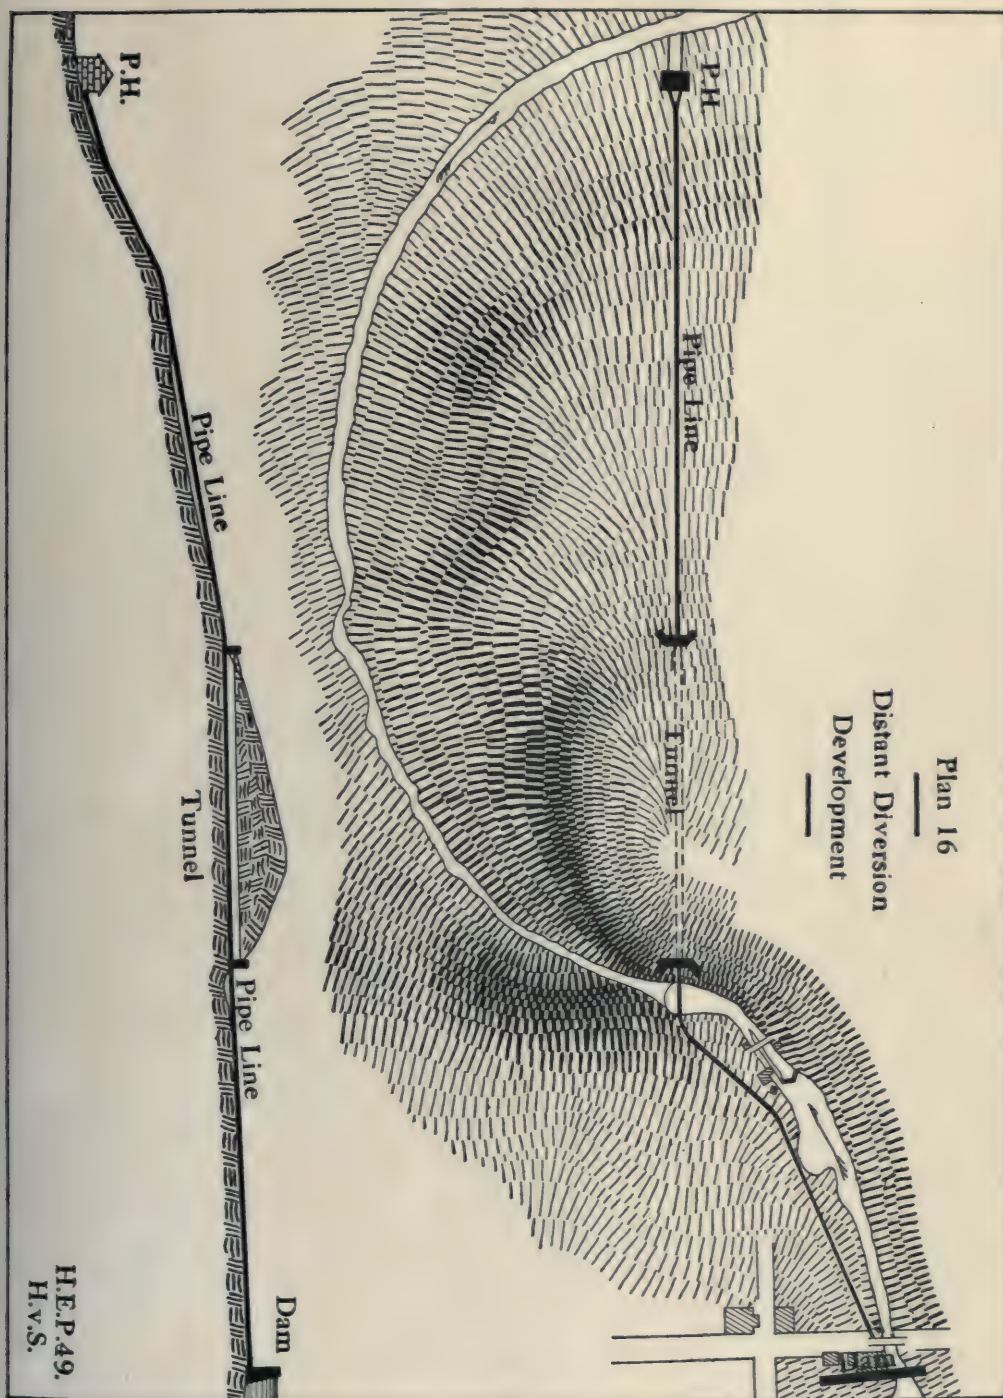 Plan 16
Distant Diversion
Development
P.H.
Pipe Line
Tunnel
Dam
P.H.
Pipe Line
Tunnel
Pipe Line
Dam
H.E.P.49.
H.v.S.